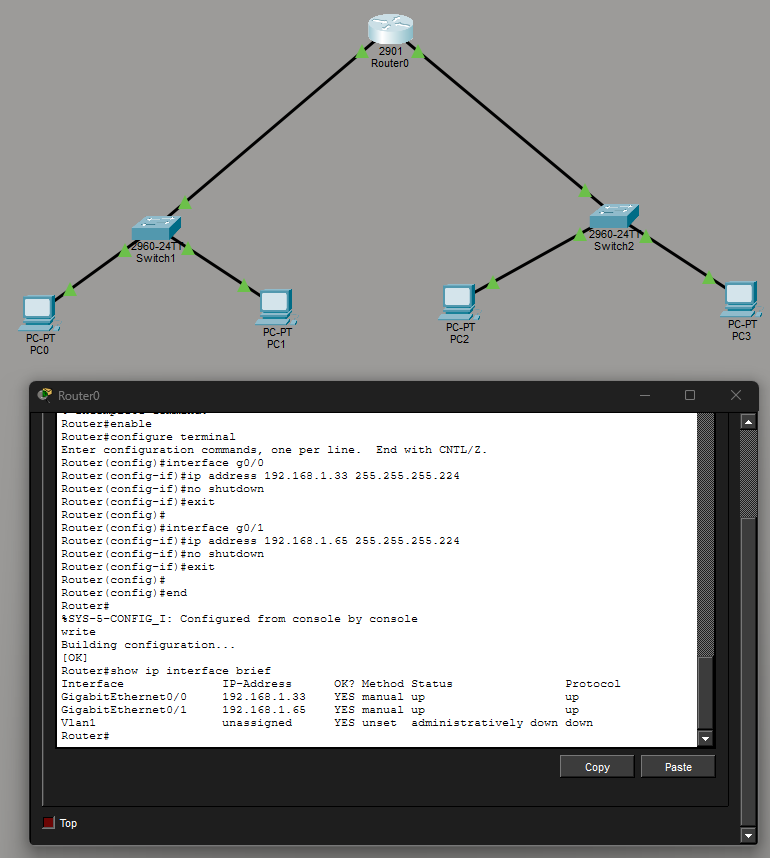 2901
Router0
2960-24TT
Switch1
2960-24TT
Switch2
PC-PT
PC0
PC-PT
PC1
PC-PT
PC2
PC-PT
PC3
Router0
Router#enable
Router#configure terminal
Enter configuration commands, one per line.  End with CNTL/Z.
Router(config)#interface g0/0
Router(config-if)#ip address 192.168.1.33 255.255.255.224
Router(config-if)#no shutdown
Router(config-if)#exit
Router(config)#
Router(config)#interface g0/1
Router(config-if)#ip address 192.168.1.65 255.255.255.224
Router(config-if)#no shutdown
Router(config-if)#exit
Router(config)#
Router(config)#end
Router#
%SYS-5-CONFIG_I: Configured from console by console
write
Building configuration...
[OK]
Router#show ip interface brief
Interface              IP-Address      OK? Method Status                Protocol
GigabitEthernet0/0     192.168.1.33    YES manual up                    up
GigabitEthernet0/1     192.168.1.65    YES manual up                    up
Vlan1                  unassigned      YES unset  administratively down down
Router#
Copy
Paste
Top